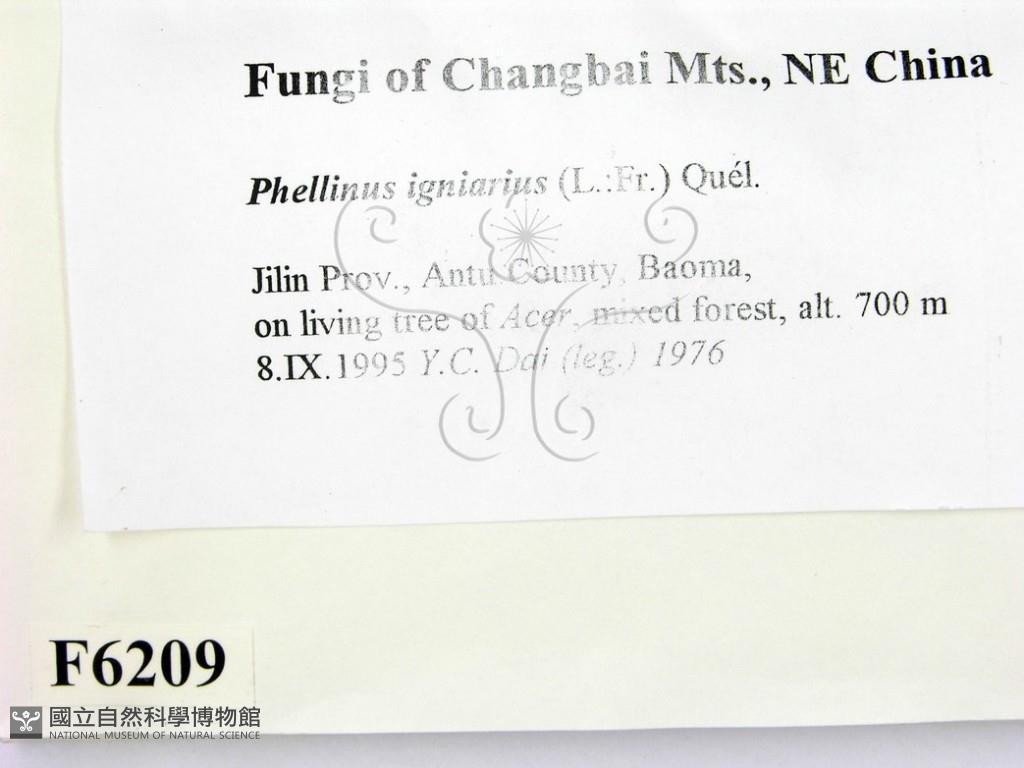 Fungi of Changbai Mts., NE China
Phellinus igniarius (L.:Fr.) Quél.
Jilin Prov., Antu County, Baoma,
on living tree of Acer, mixed forest, alt. 700 m
8.IX.1995 Y.C. Dai (leg.) 1976
F6209
國立自然科學博物館
NATIONAL MUSEUM OF NATURAL SCIENCE